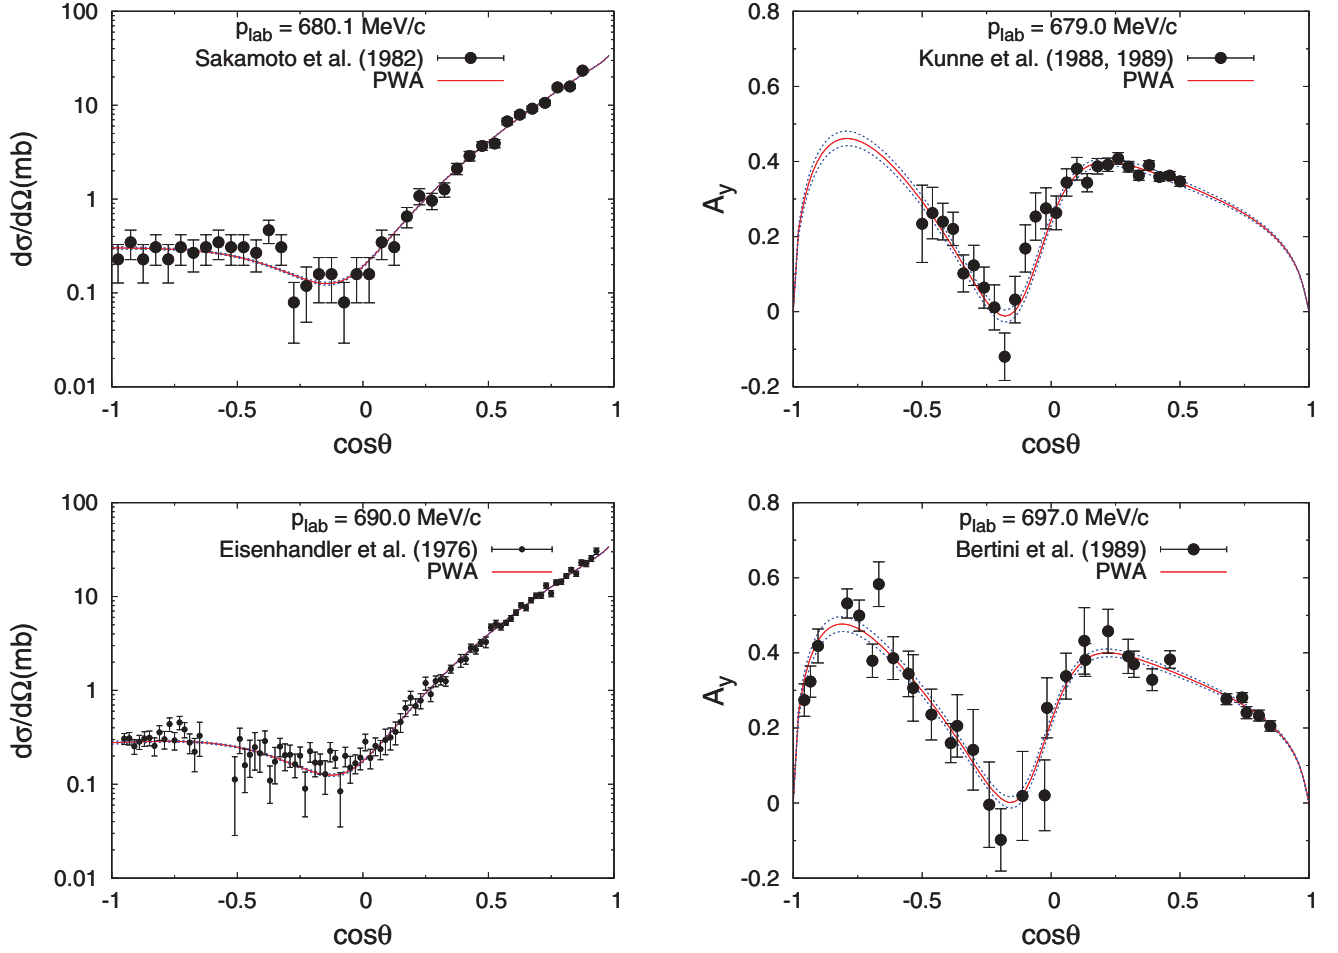 p_lab = 680.1 MeV/c
Sakamoto et al. (1982)
PWA
dσ/dΩ(mb)
100
10
1
0.1
0.01
-1 -0.5 0 0.5 1
cosθ
p_lab = 679.0 MeV/c
Kunne et al. (1988, 1989)
PWA
A_y
0.8
0.6
0.4
0.2
0
-0.2
-1 -0.5 0 0.5 1
cosθ
p_lab = 690.0 MeV/c
Eisenhandler et al. (1976)
PWA
dσ/dΩ(mb)
100
10
1
0.1
0.01
-1 -0.5 0 0.5 1
cosθ
p_lab = 697.0 MeV/c
Bertini et al. (1989)
PWA
A_y
0.8
0.6
0.4
0.2
0
-0.2
-1 -0.5 0 0.5 1
cosθ